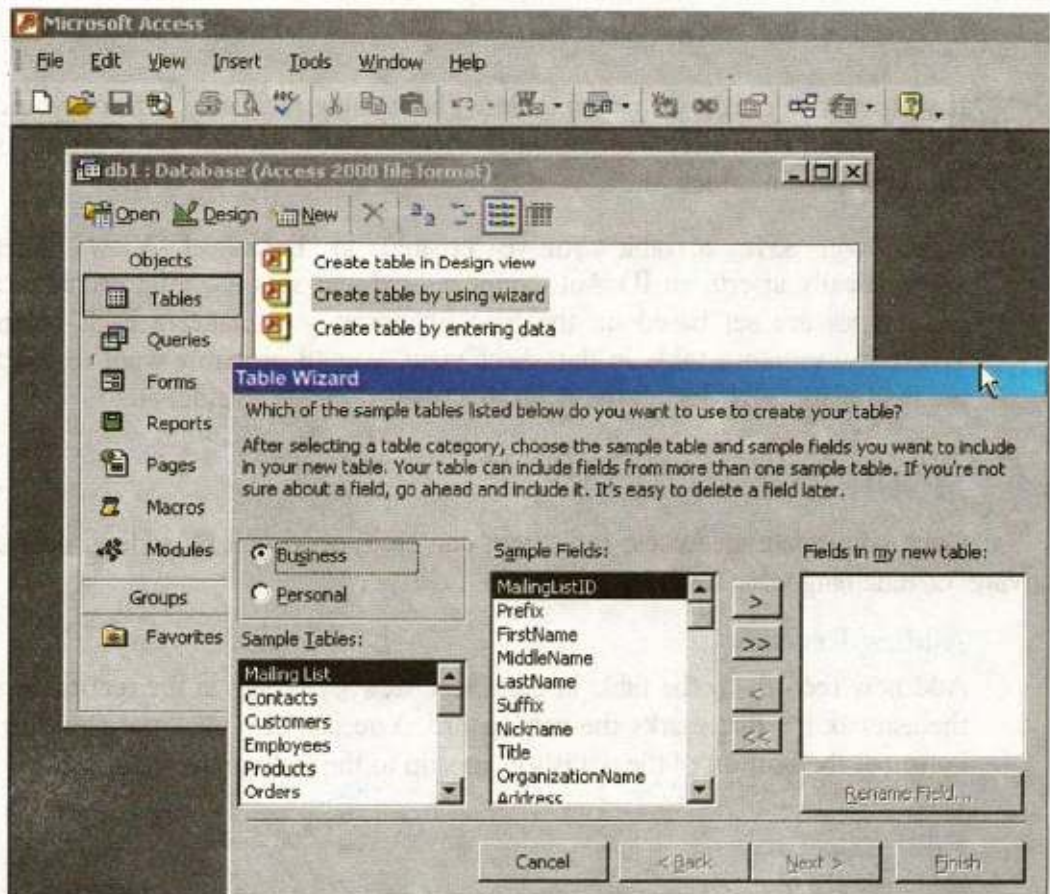 Microsoft Access
File Edit View Insert Tools Window Help
db1 : Database (Access 2000 file format)
Open Design New
Objects
Tables
Queries
Forms
Reports
Pages
Macros
Modules
Groups
Favorites
Create table in Design view
Create table by using wizard
Create table by entering data
Table Wizard
Which of the sample tables listed below do you want to use to create your table?
After selecting a table category, choose the sample table and sample fields you want to include
in your new table. Your table can include fields from more than one sample table. If you're not
sure about a field, go ahead and include it. It's easy to delete a field later.
Business
Personal
Sample Tables:
Mailing List
Contacts
Customers
Employees
Products
Orders
Sample Fields:
MailingListID
Prefix
FirstName
MiddleName
LastName
Suffix
Nickname
Title
OrganizationName
Address
>
>>
<
<<
Fields in my new table:
Rename Field...
Cancel < Back Next > Finish